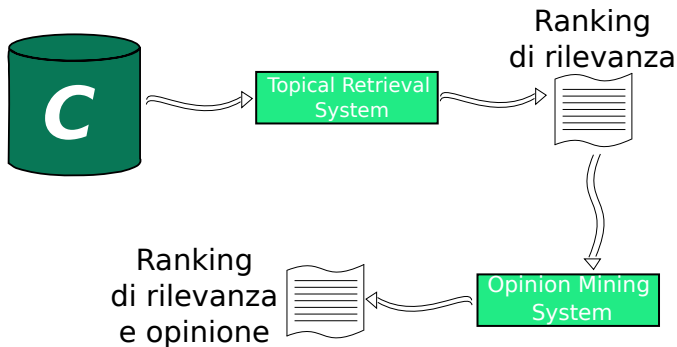 Ranking
di rilevanza
C
Topical Retrieval
System
Ranking
di rilevanza
e opinione
Opinion Mining
System